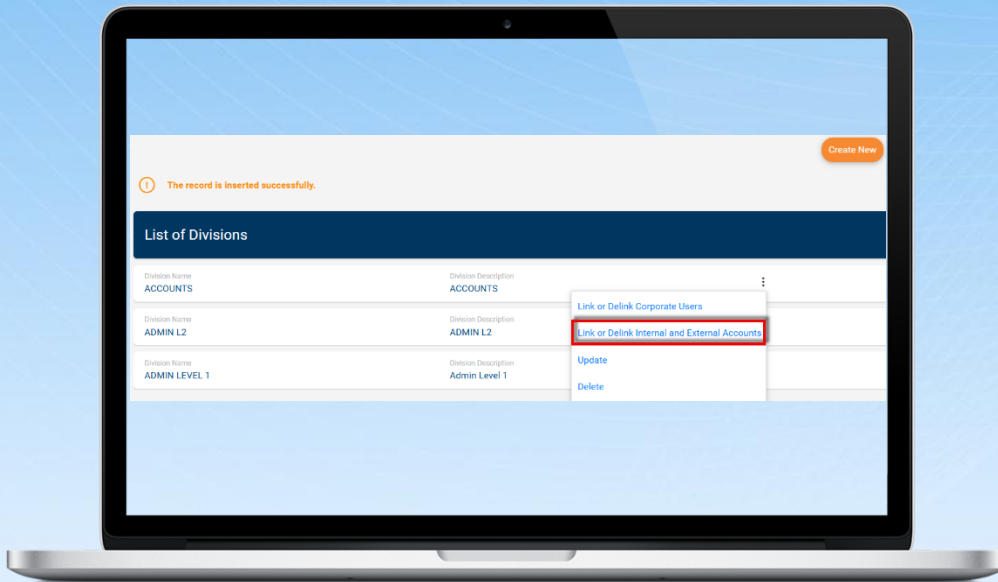 Create New
The record is inserted successfully.
List of Divisions
Division Name
Division Description
ACCOUNTS
ACCOUNTS
Link or Delink Corporate Users
Division Name
Division Description
ADMIN L2
ADMIN L2
Link or Delink Internal and External Accounts
Update
Division Name
Division Description
ADMIN LEVEL 1
Admin Level 1
Delete